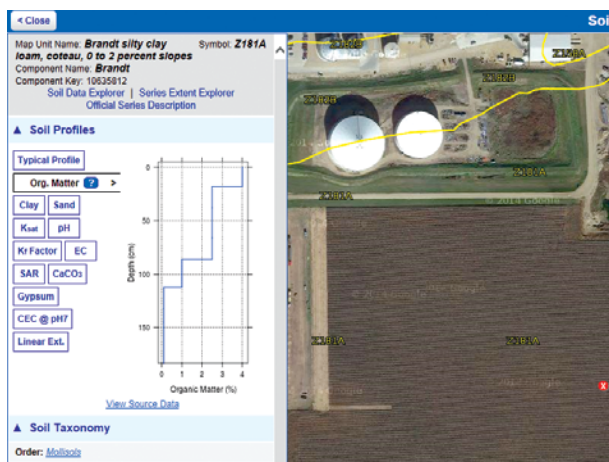 < Close
Soi
Map Unit Name: Brandt silty clay Symbol: Z181A
loam, coteau, 0 to 2 percent slopes
Component Name: Brandt
Component Key: 10635812
Soil Data Explorer | Series Extent Explorer
Official Series Description
▲ Soil Profiles
Typical Profile
Org. Matter ? >
Clay Sand
Ksat pH
Kf Factor EC
SAR CaCO3
Gypsum
CEC @ pH7
Linear Ext.
Depth (cm)
0
50
100
150
0 1 2 3 4
Organic Matter (%)
View Source Data
▲ Soil Taxonomy
Order: Mollisols
Z181A
© 2014 Google
Z181A
Z181A
X